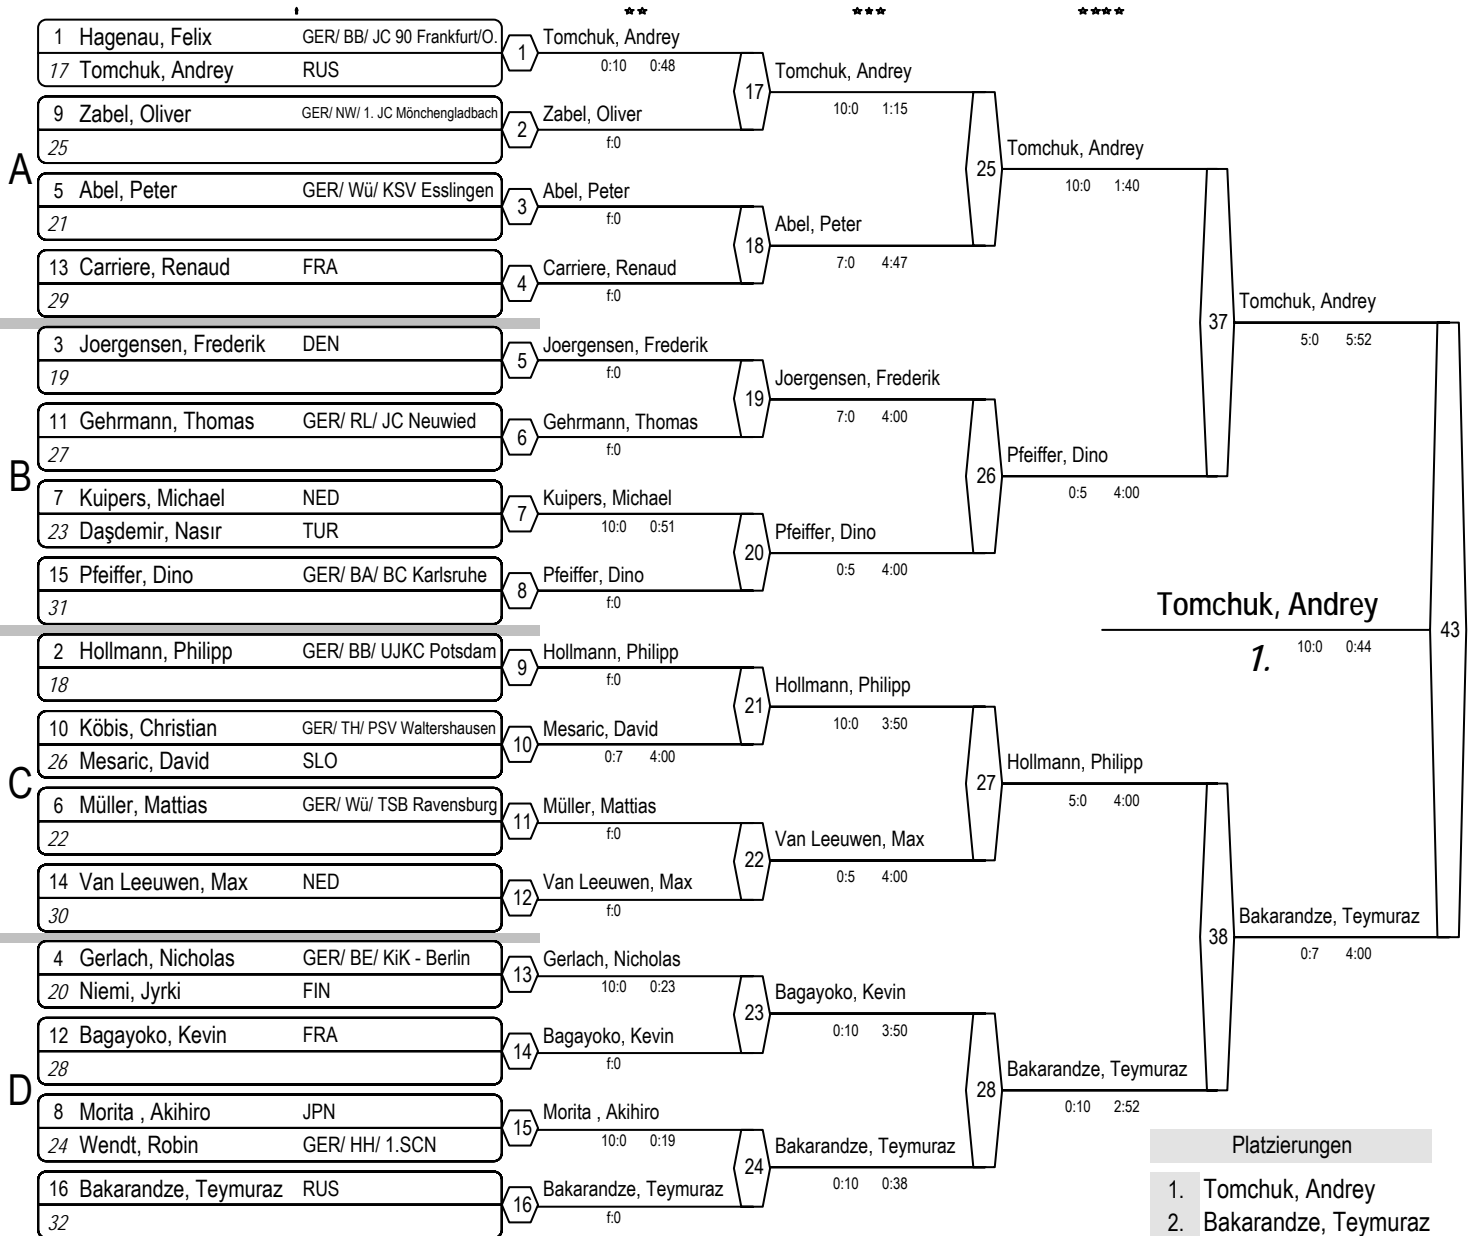 1 Hagenau, Felix GER/ BB/ JC 90 Frankfurt/O.
17 Tomchuk, Andrey RUS
9 Zabel, Oliver GER/ NW/ 1. JC Mönchengladbach
25
A
5 Abel, Peter GER/ Wü/ KSV Esslingen
21
13 Carriere, Renaud FRA
29
3 Joergensen, Frederik DEN
19
11 Gehrmann, Thomas GER/ RL/ JC Neuwied
27
B
7 Kuipers, Michael NED
23 Daşdemir, Nasır TUR
15 Pfeiffer, Dino GER/ BA/ BC Karlsruhe
31
2 Hollmann, Philipp GER/ BB/ UJKC Potsdam
18
10 Köbis, Christian GER/ TH/ PSV Waltershausen
26 Mesaric, David SLO
C
6 Müller, Mattias GER/ Wü/ TSB Ravensburg
22
14 Van Leeuwen, Max NED
30
4 Gerlach, Nicholas GER/ BE/ KiK - Berlin
20 Niemi, Jyrki FIN
12 Bagayoko, Kevin FRA
28
D
8 Morita , Akihiro JPN
24 Wendt, Robin GER/ HH/ 1.SCN
16 Bakarandze, Teymuraz RUS
32
1 Tomchuk, Andrey
0:10 0:48
2 Zabel, Oliver
f:0
3 Abel, Peter
f:0
4 Carriere, Renaud
f:0
5 Joergensen, Frederik
f:0
6 Gehrmann, Thomas
f:0
7 Kuipers, Michael
10:0 0:51
8 Pfeiffer, Dino
f:0
9 Hollmann, Philipp
f:0
10 Mesaric, David
0:7 4:00
11 Müller, Mattias
f:0
12 Van Leeuwen, Max
f:0
13 Gerlach, Nicholas
10:0 0:23
14 Bagayoko, Kevin
f:0
15 Morita , Akihiro
10:0 0:19
16 Bakarandze, Teymuraz
f:0
17 Tomchuk, Andrey
10:0 1:15
18 Abel, Peter
7:0 4:47
19 Joergensen, Frederik
7:0 4:00
20 Pfeiffer, Dino
0:5 4:00
21 Hollmann, Philipp
10:0 3:50
22 Van Leeuwen, Max
0:5 4:00
23 Bagayoko, Kevin
0:10 3:50
24 Bakarandze, Teymuraz
0:10 0:38
25 Tomchuk, Andrey
10:0 1:40
26 Pfeiffer, Dino
0:5 4:00
27 Hollmann, Philipp
5:0 4:00
28 Bakarandze, Teymuraz
0:10 2:52
37 Tomchuk, Andrey
5:0 5:52
38 Bakarandze, Teymuraz
0:7 4:00
Tomchuk, Andrey 43
1. 10:0 0:44
Platzierungen
1. Tomchuk, Andrey
2. Bakarandze, Teymuraz